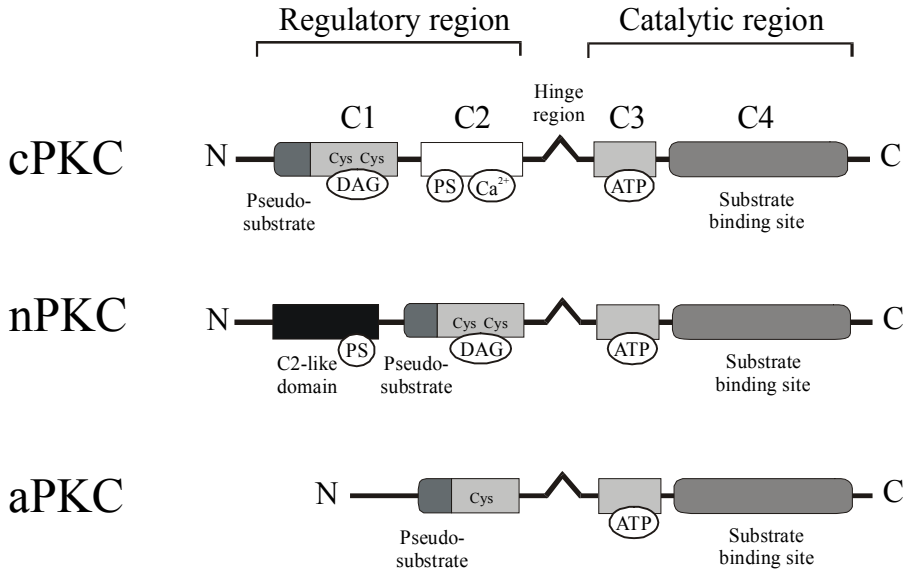 Regulatory region
Catalytic region
Hinge
region
C1
C2
C3
C4
cPKC
N
Cys Cys
DAG
PS
Ca²⁺
ATP
C
Pseudo-
substrate
Substrate
binding site
nPKC
N
PS
Cys Cys
DAG
ATP
C
C2-like
domain
Pseudo-
substrate
Substrate
binding site
aPKC
N
Cys
ATP
C
Pseudo-
substrate
Substrate
binding site